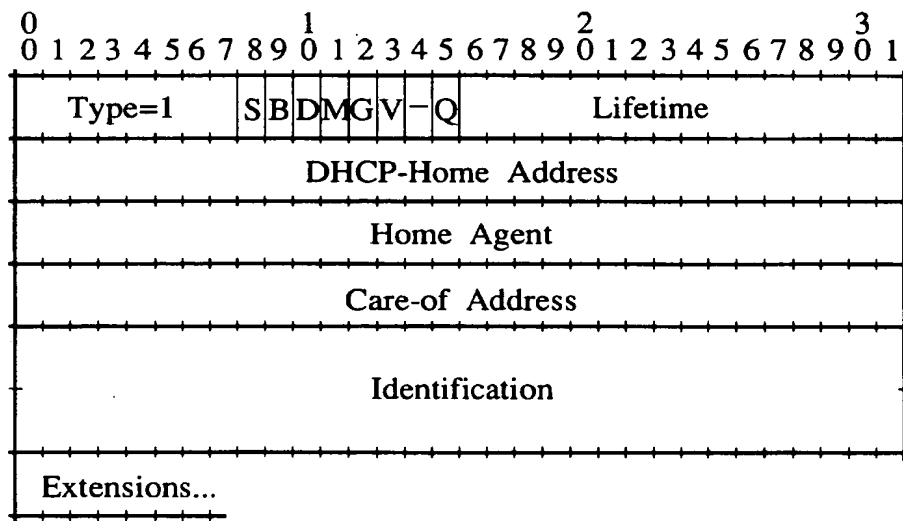 0 1 2 3
0 1 2 3 4 5 6 7 8 9 0 1 2 3 4 5 6 7 8 9 0 1 2 3 4 5 6 7 8 9 0 1
Type=1 S B D M G V – Q Lifetime
DHCP-Home Address
Home Agent
Care-of Address
Identification
Extensions...